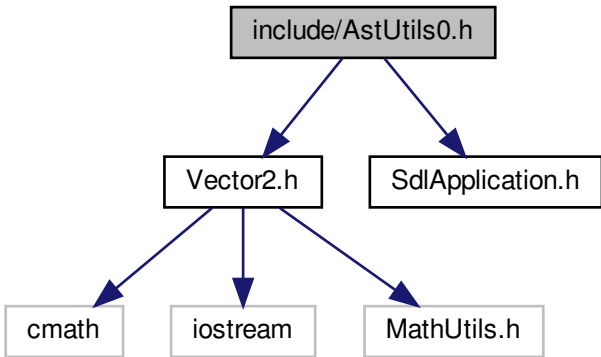 include/AstUtils0.h
Vector2.h
SdlApplication.h
cmath
iostream
MathUtils.h